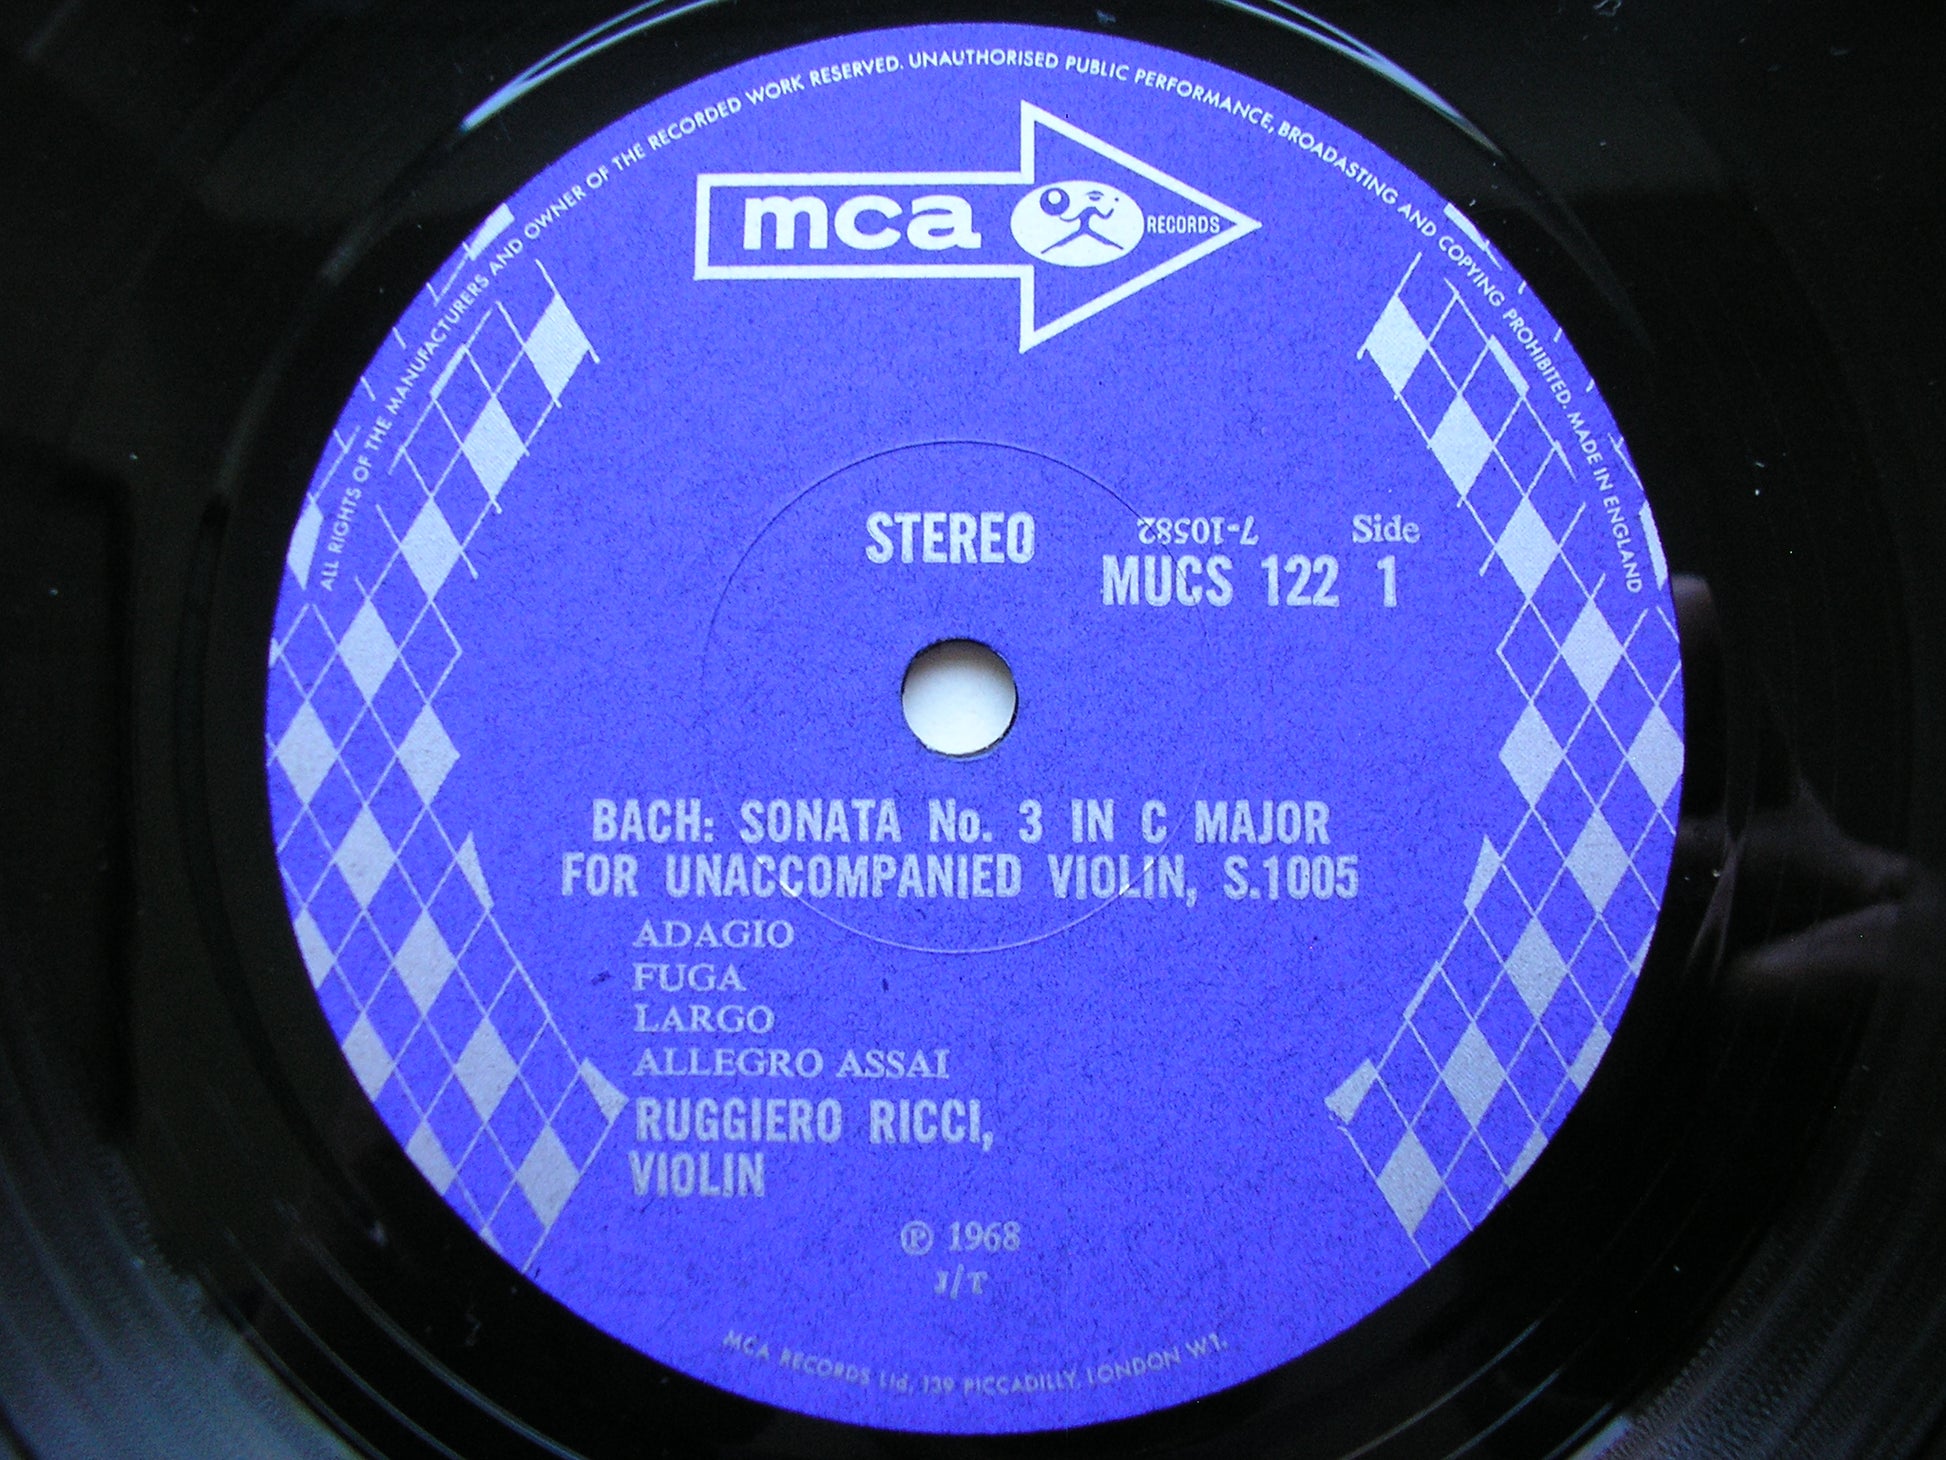 ALL RIGHTS OF THE MANUFACTURERS AND OWNER OF THE RECORDED WORK RESERVED. UNAUTHORISED PUBLIC PERFORMANCE, BROADASTING AND COPYING PROHIBITED. MADE IN ENGLAND
mca RECORDS
STEREO
7-10582
Side
MUCS 122 1
BACH: SONATA No. 3 IN C MAJOR
FOR UNACCOMPANIED VIOLIN, S.1005
ADAGIO
FUGA
LARGO
ALLEGRO ASSAI
RUGGIERO RICCI,
VIOLIN
℗ 1968
J/T
MCA RECORDS Ltd, 139 PICCADILLY, LONDON W1.